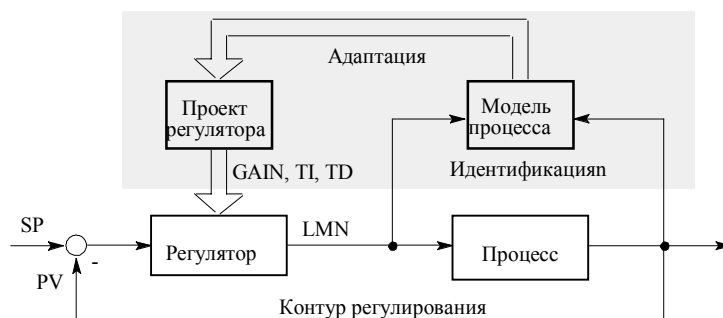 Адаптация
Проект
регулятора
Модель
процесса
GAIN, TI, TD
Идентификацияn
SP
Регулятор
LMN
Процесс
PV
-
Контур регулирования